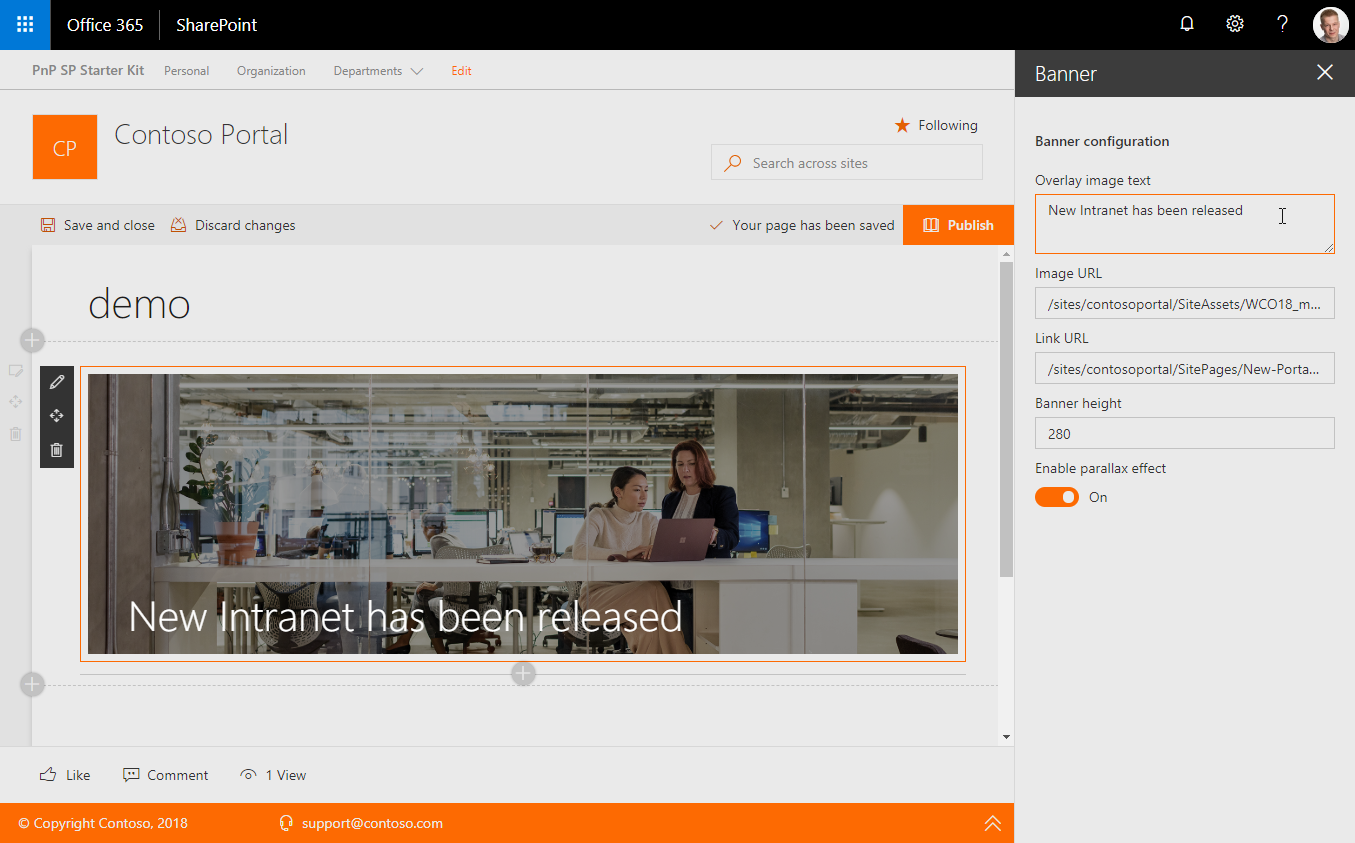 Office 365 SharePoint
PnP SP Starter Kit Personal Organization Departments Edit
CP
Contoso Portal
Following
Search across sites
Save and close Discard changes Your page has been saved Publish
demo
New Intranet has been released
Like Comment 1 View
© Copyright Contoso, 2018 support@contoso.com
Banner
Banner configuration
Overlay image text
New Intranet has been released
Image URL
/sites/contosoportal/SiteAssets/WCO18_m...
Link URL
/sites/contosoportal/SitePages/New-Porta...
Banner height
280
Enable parallax effect
On